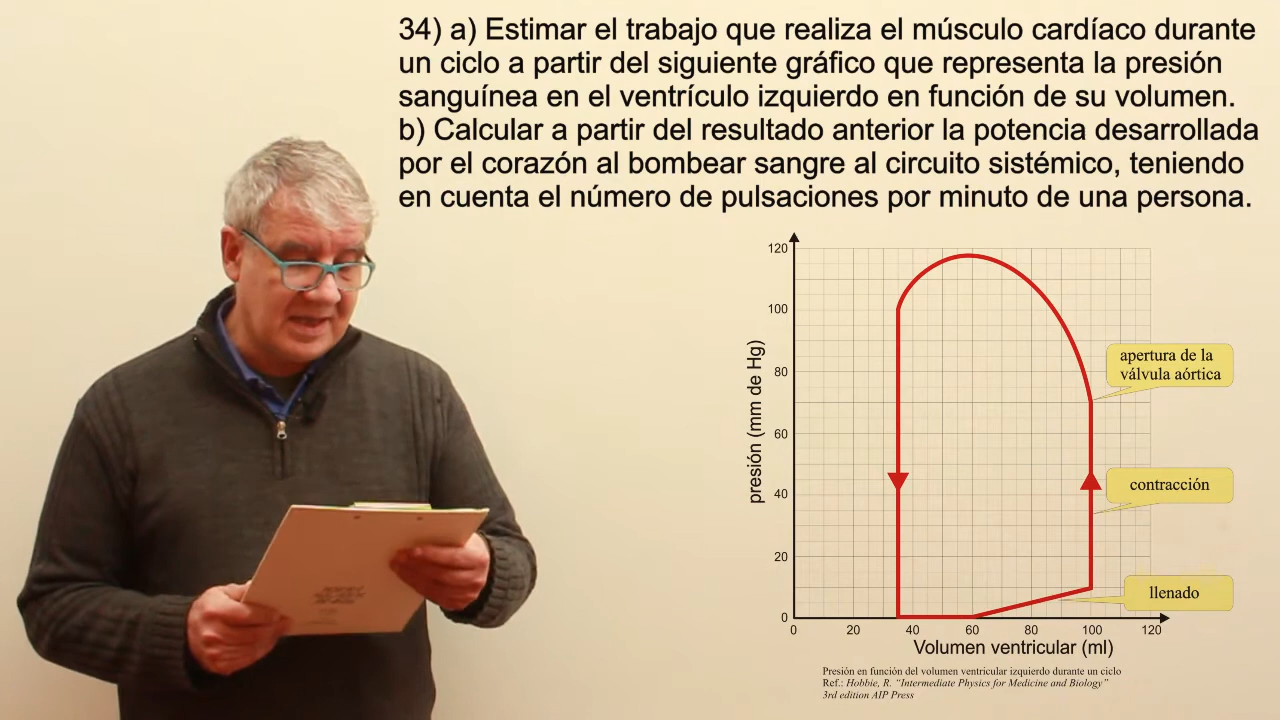 34) a) Estimar el trabajo que realiza el músculo cardíaco durante
un ciclo a partir del siguiente gráfico que representa la presión
sanguínea en el ventrículo izquierdo en función de su volumen.
b) Calcular a partir del resultado anterior la potencia desarrollada
por el corazón al bombear sangre al circuito sistémico, teniendo
en cuenta el número de pulsaciones por minuto de una persona.
120
100
80
60
40
20
0
presión (mm de Hg)
apertura de la
válvula aórtica
contracción
llenado
0 20 40 60 80 100 120
Volumen ventricular (ml)
Presión en función del volumen ventricular izquierdo durante un ciclo
Ref.: Hobbie, R. “Intermediate Physics for Medicine and Biology”
3rd edition AIP Press